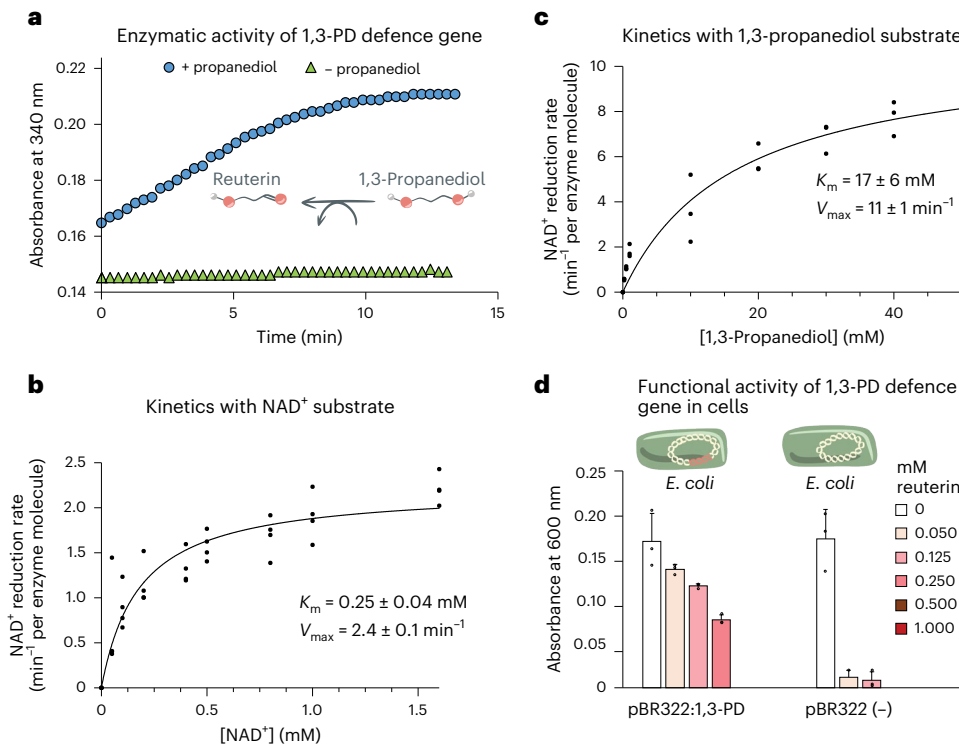 a
Enzymatic activity of 1,3-PD defence gene
+ propanediol
– propanediol
0.22
0.20
0.18
0.16
0.14
Absorbance at 340 nm
Reuterin
1,3-Propanediol
0
5
10
15
Time (min)
b
Kinetics with NAD+ substrate
2.5
2.0
1.5
1.0
0.5
0
NAD+ reduction rate
(min−1 per enzyme molecule)
Km = 0.25 ± 0.04 mM
Vmax = 2.4 ± 0.1 min−1
0
0.5
1.0
1.5
[NAD+] (mM)
c
Kinetics with 1,3-propanediol substrate
10
8
6
4
2
0
NAD+ reduction rate
(min−1 per enzyme molecule)
Km = 17 ± 6 mM
Vmax = 11 ± 1 min−1
0
10
20
30
40
[1,3-Propanediol] (mM)
d
Functional activity of 1,3-PD defence
gene in cells
E. coli
E. coli
0.25
0.20
0.15
0.10
0.05
0
Absorbance at 600 nm
pBR322:1,3-PD
pBR322 (–)
mM
reuterin
0
0.050
0.125
0.250
0.500
1.000